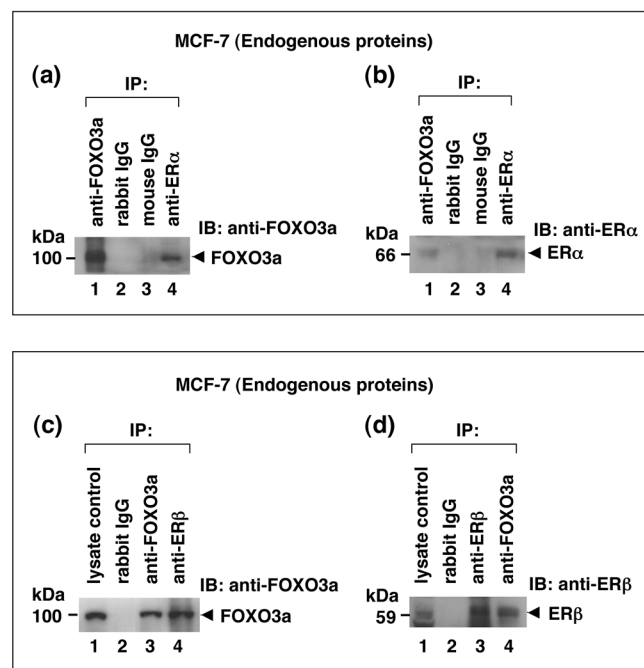 MCF-7 (Endogenous proteins)
(a)
IP:
anti-FOXO3a
rabbit IgG
mouse IgG
anti-ERα
IB: anti-FOXO3a
kDa
100
FOXO3a
1 2 3 4
(b)
IP:
anti-FOXO3a
rabbit IgG
mouse IgG
anti-ERα
IB: anti-ERα
kDa
66
ERα
1 2 3 4
MCF-7 (Endogenous proteins)
(c)
IP:
lysate control
rabbit IgG
anti-FOXO3a
anti-ERβ
IB: anti-FOXO3a
kDa
100
FOXO3a
1 2 3 4
(d)
IP:
lysate control
rabbit IgG
anti-ERβ
anti-FOXO3a
IB: anti-ERβ
kDa
59
ERβ
1 2 3 4